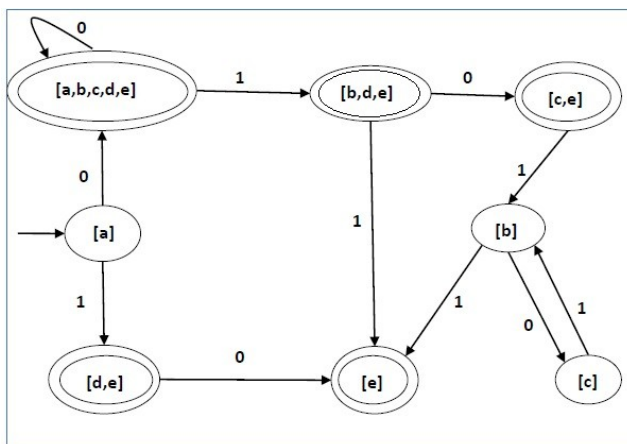 0
[a,b,c,d,e]
1
[b,d,e]
0
[c,e]
0
1
[a]
1
[b]
1
1
0
1
[d,e]
0
[e]
[c]